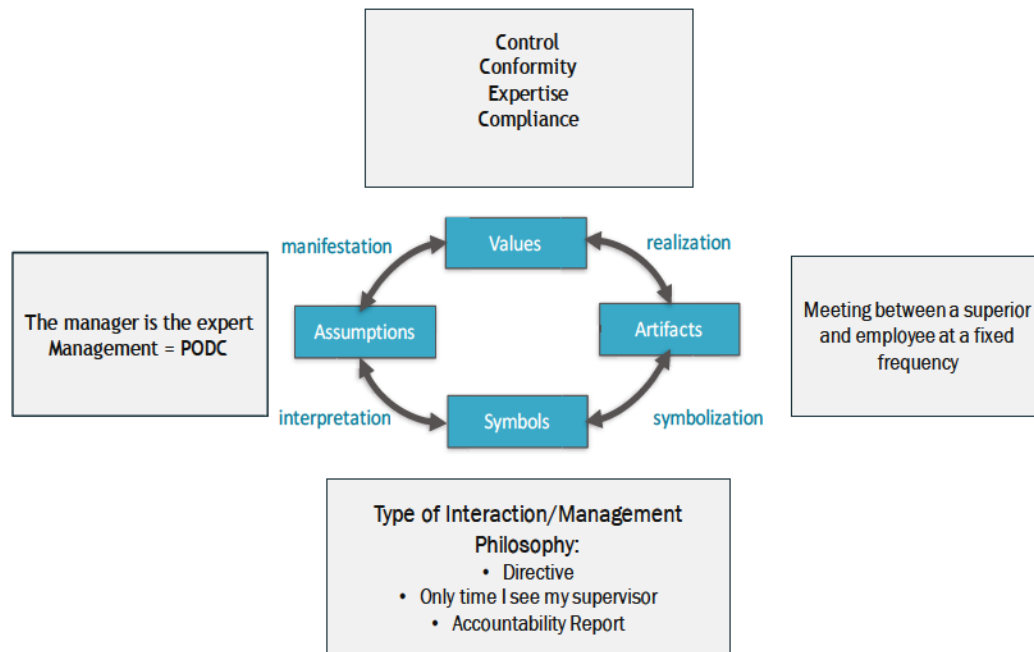 Control
Conformity
Expertise
Compliance
manifestation
Values
realization
The manager is the expert
Management = PODC
Assumptions
Artifacts
Meeting between a superior
and employee at a fixed
frequency
interpretation
Symbols
symbolization
Type of Interaction/Management
Philosophy:
• Directive
• Only time I see my supervisor
• Accountability Report